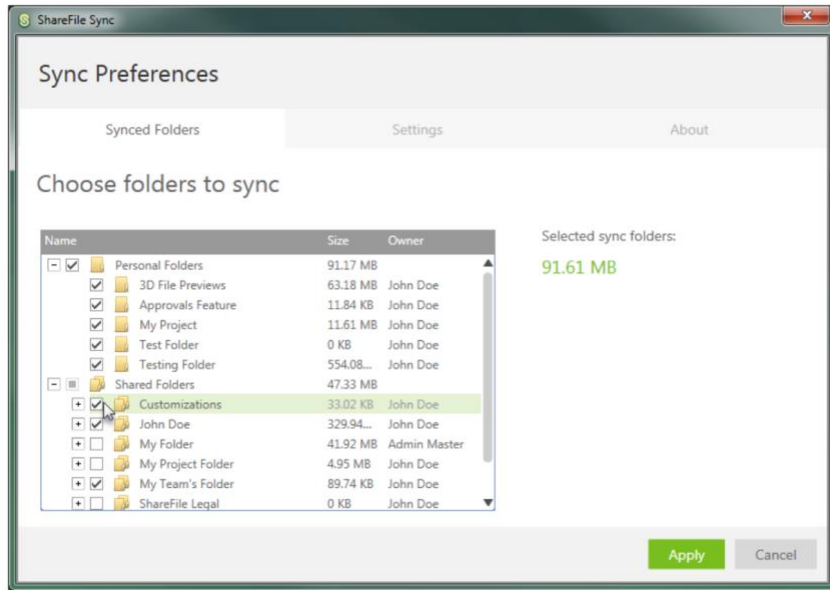 ShareFile Sync
Sync Preferences
Synced Folders Settings About
Choose folders to sync
Name Size Owner
Personal Folders 91.17 MB
3D File Previews 63.18 MB John Doe
Approvals Feature 11.84 KB John Doe
My Project 11.61 MB John Doe
Test Folder 0 KB John Doe
Testing Folder 554.08... John Doe
Shared Folders 47.33 MB
Customizations 33.02 KB John Doe
John Doe 329.94... John Doe
My Folder 41.92 MB Admin Master
My Project Folder 4.95 MB John Doe
My Team's Folder 89.74 KB John Doe
ShareFile Legal 0 KB John Doe
Selected sync folders:
91.61 MB
Apply Cancel